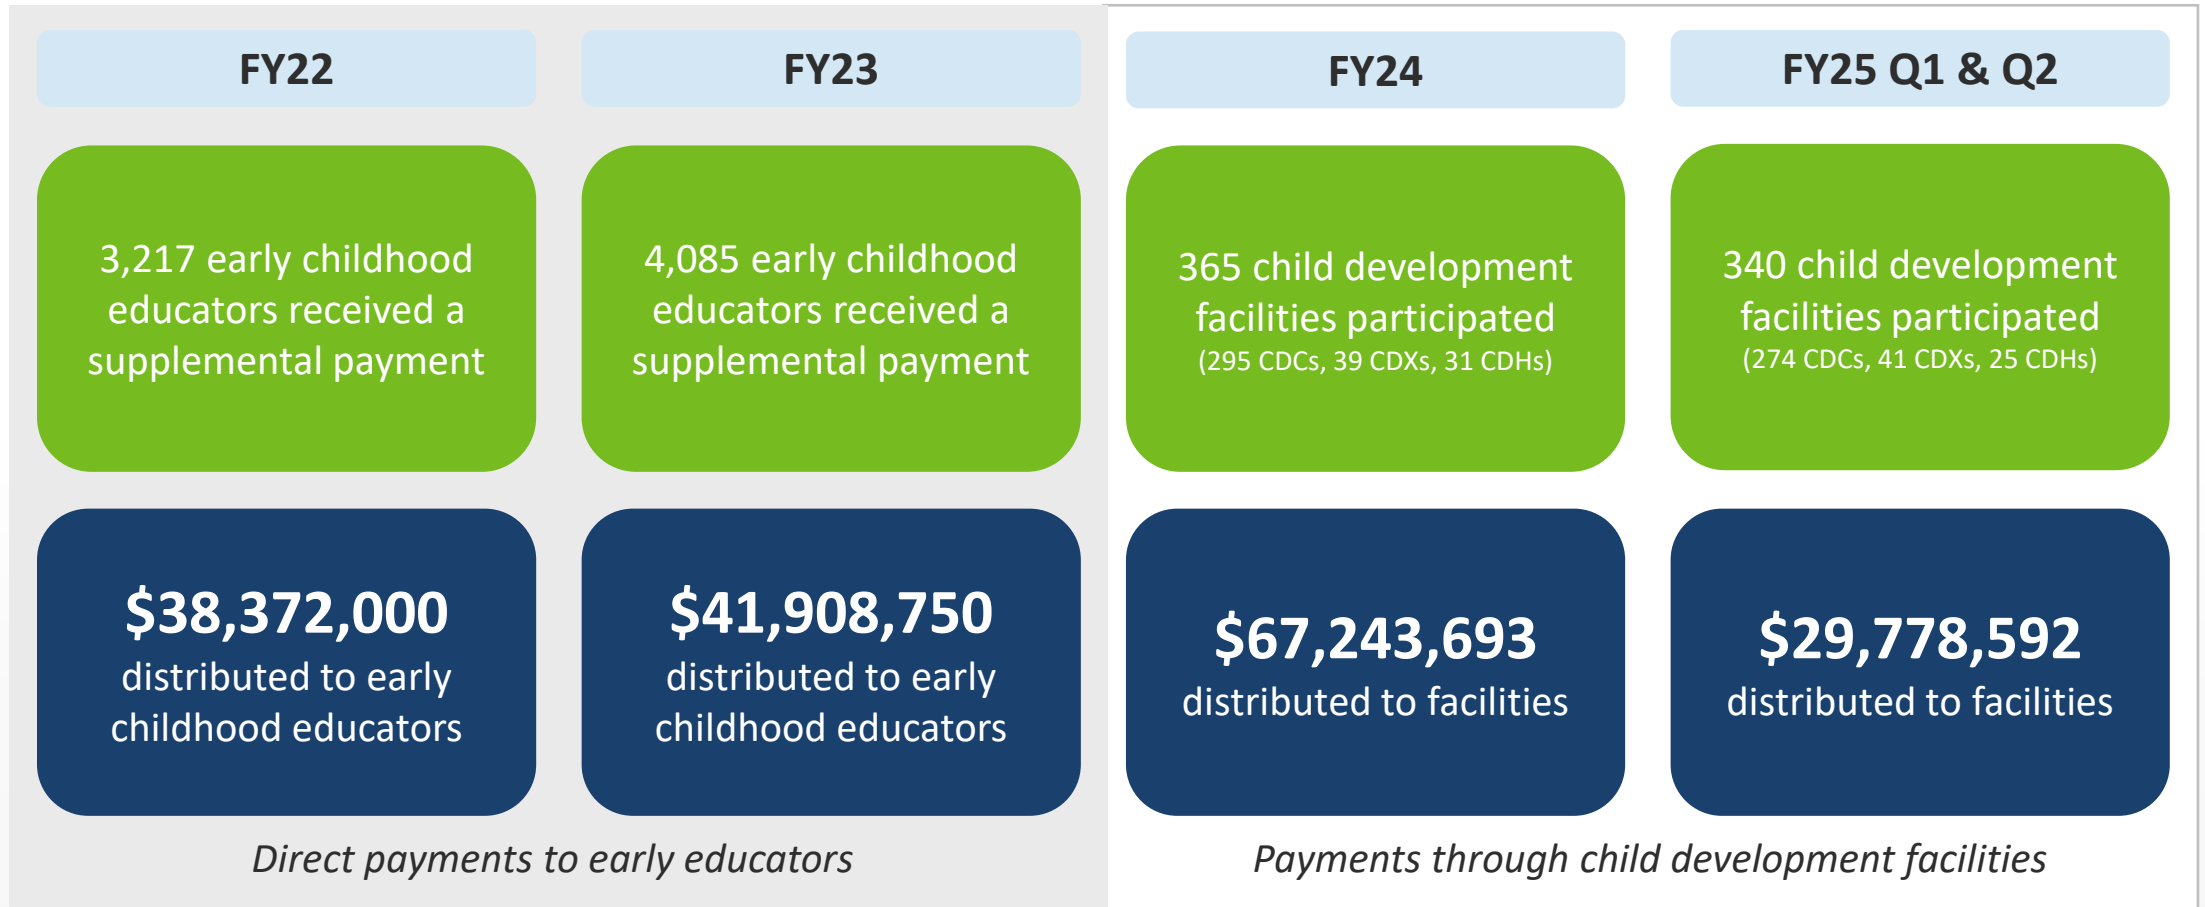 FY22
3,217 early childhood
educators received a
supplemental payment
$38,372,000
distributed to early
childhood educators
FY23
4,085 early childhood
educators received a
supplemental payment
$41,908,750
distributed to early
childhood educators
Direct payments to early educators
FY24
365 child development
facilities participated
(295 CDCs, 39 CDXs, 31 CDHs)
$67,243,693
distributed to facilities
FY25 Q1 & Q2
340 child development
facilities participated
(274 CDCs, 41 CDXs, 25 CDHs)
$29,778,592
distributed to facilities
Payments through child development facilities